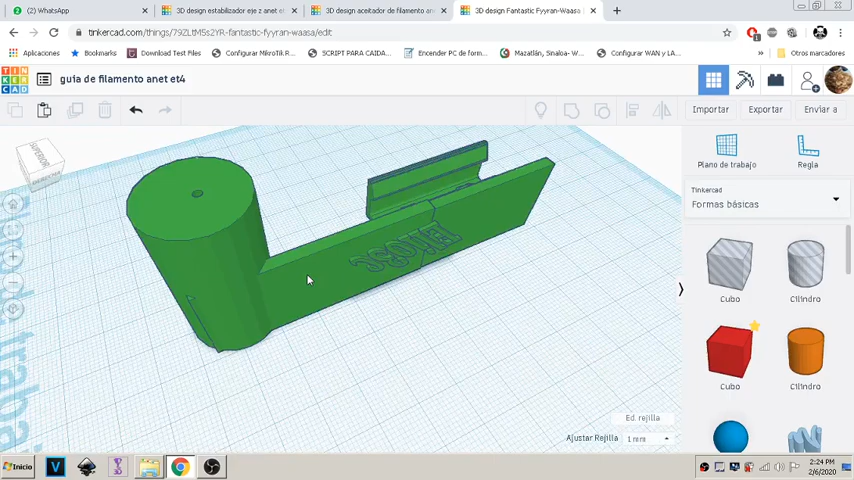 (2) WhatsApp
3D design estabilizador eje z anet el
3D design aceitador de filamento an
3D design Fantastic Fyyran-Waasa
tinkercad.com/things/79ZLtM5s2YR-fantastic-fyyran-waasa/edit
Aplicaciones
Bookmarks
Download Test Files
Configurar MikroTik R
SCRIPT PARA CAIDA...
Encender PC de form...
Mazatlán, Sinaloa- W...
Configurar WAN y LA...
Otros marcadores
TIN
KER
CAD
guia de filamento anet et4
Importar
Exportar
Enviar a
SUPERIOR
Plano de trabajo
Regla
Tinkercad
Formas básicas
Cubo
Cilindro
Cubo
Cilindro
Ed. rejilla
Ajustar Rejilla
1 mm
Inicio
2:24 PM
2/6/2020